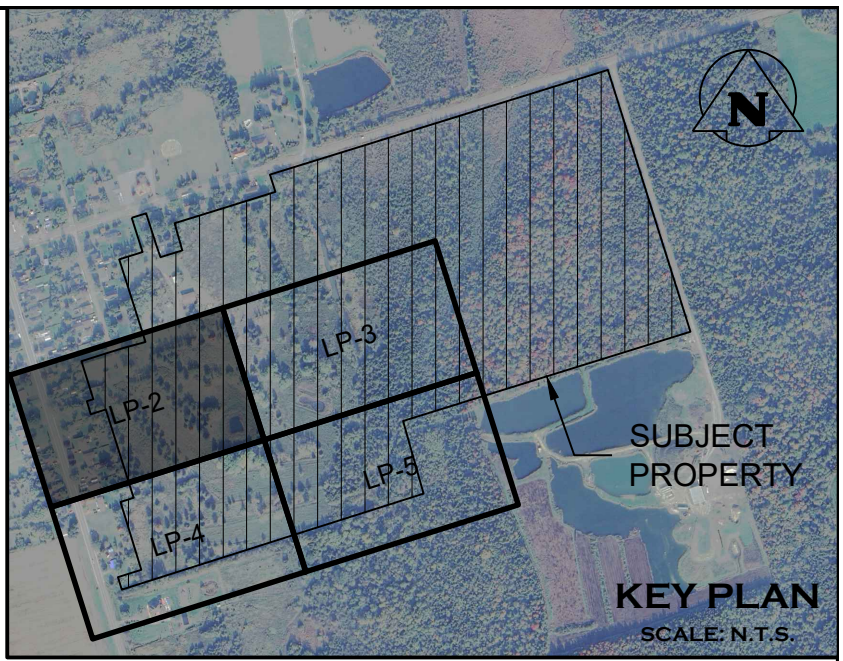 N
LP-3
LP-2
LP-5
LP-4
SUBJECT
PROPERTY
KEY PLAN
SCALE: N.T.S.